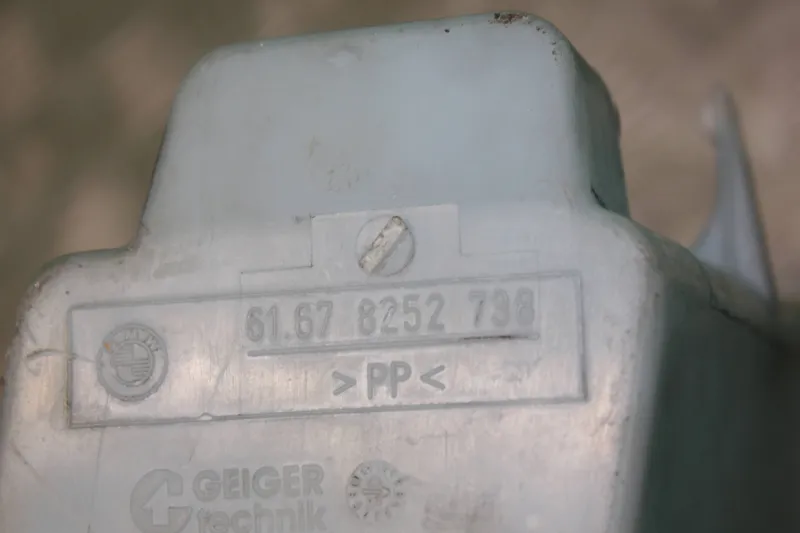 61.67 8252 738
>PP<
GEIGER
technik